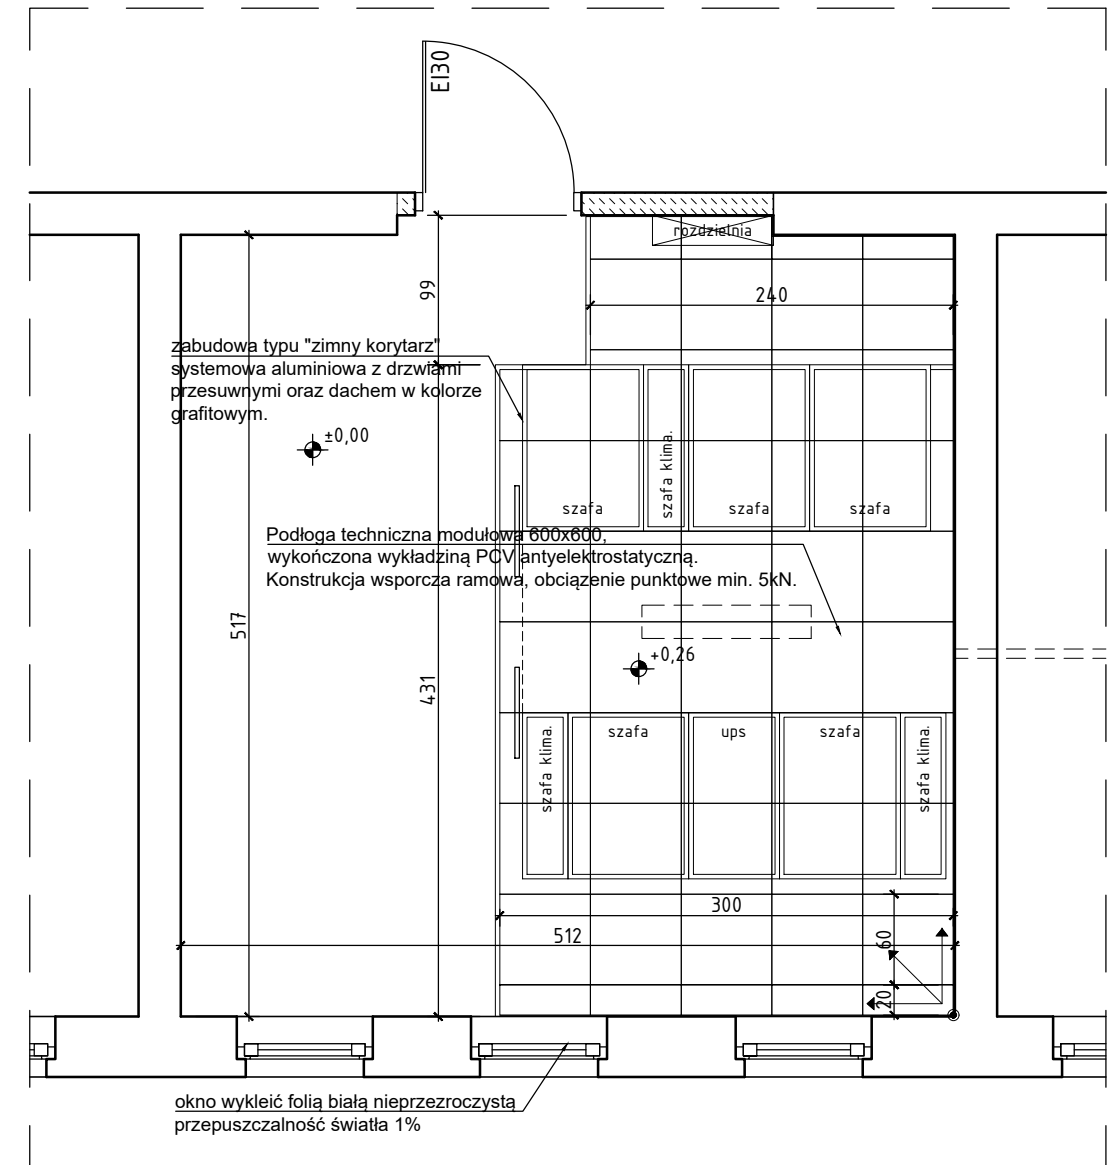 EI30
rozdzielnia
99
240
zabudowa typu "zimny korytarz"
systemowa aluminiowa z drzwiami
przesuwnymi oraz dachem w kolorze
grafitowym.
±0,00
szafa
szafa klima.
szafa
szafa
Podłoga techniczna modułowa 600x600,
wykończona wykładziną PCV antyelektrostatyczną.
Konstrukcja wsporcza ramowa, obciązenie punktowe min. 5kN.
517
431
+0,26
szafa klima.
szafa
ups
szafa
szafa klima.
300
512
60
20
okno wykleić folią białą nieprzezroczystą
przepuszczalność światła 1%